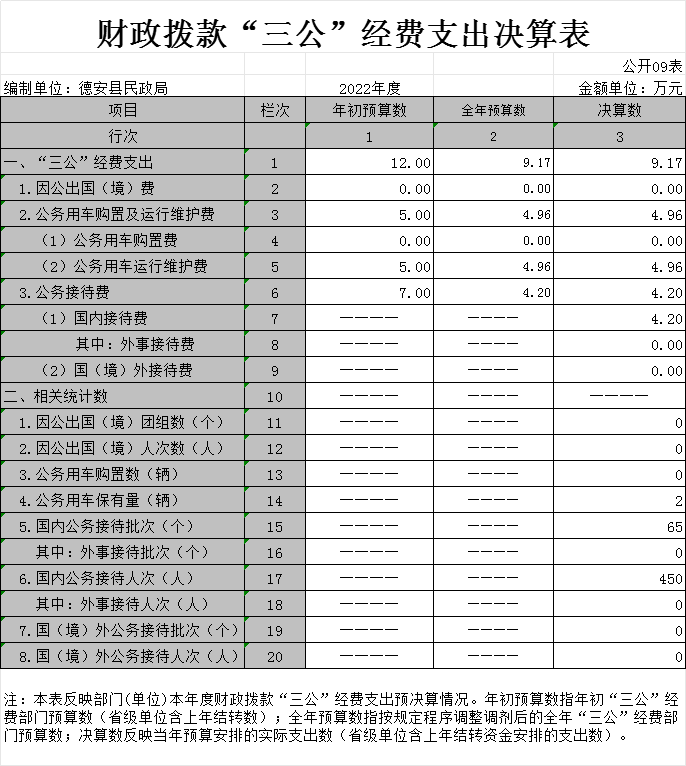 财政拨款“三公”经费支出决算表
公开09表
编制单位：德安县民政局 2022年度 金额单位：万元
项目 栏次 年初预算数 全年预算数 决算数
行次 1 2 3
一、“三公”经费支出 1 12.00 9.17 9.17
1.因公出国（境）费 2 0.00 0.00 0.00
2.公务用车购置及运行维护费 3 5.00 4.96 4.96
（1）公务用车购置费 4 0.00 0.00 0.00
（2）公务用车运行维护费 5 5.00 4.96 4.96
3.公务接待费 6 7.00 4.20 4.20
（1）国内接待费 7 ———— ———— 4.20
其中：外事接待费 8 ———— ———— 0.00
（2）国（境）外接待费 9 ———— ———— 0.00
二、相关统计数 10 ———— ———— ————
1.因公出国（境）团组数（个） 11 ———— ———— 0
2.因公出国（境）人次数（人） 12 ———— ———— 0
3.公务用车购置数（辆） 13 ———— ———— 0
4.公务用车保有量（辆） 14 ———— ———— 2
5.国内公务接待批次（个） 15 ———— ———— 65
其中：外事接待批次（个） 16 ———— ———— 0
6.国内公务接待人次（人） 17 ———— ———— 450
其中：外事接待人次（人） 18 ———— ———— 0
7.国（境）外公务接待批次（个） 19 ———— ———— 0
8.国（境）外公务接待人次（人） 20 ———— ———— 0
注：本表反映部门(单位)本年度财政拨款“三公”经费支出预决算情况。年初预算数指年初“三公”经
费部门预算数（省级单位含上年结转数）；全年预算数指按规定程序调整调剂后的全年“三公”经费部
门预算数；决算数反映当年预算安排的实际支出数（省级单位含上年结转资金安排的支出数）。